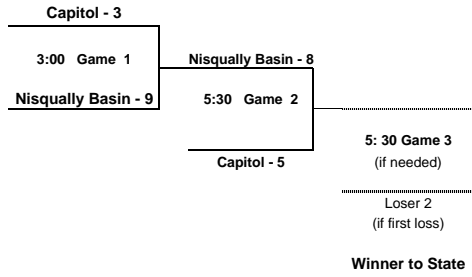 Capitol - 3
3:00 Game 1
Nisqually Basin - 8
Nisqually Basin - 9
5:30 Game 2
5: 30 Game 3
Capitol - 5
(if needed)
Loser 2
(if first loss)
Winner to State